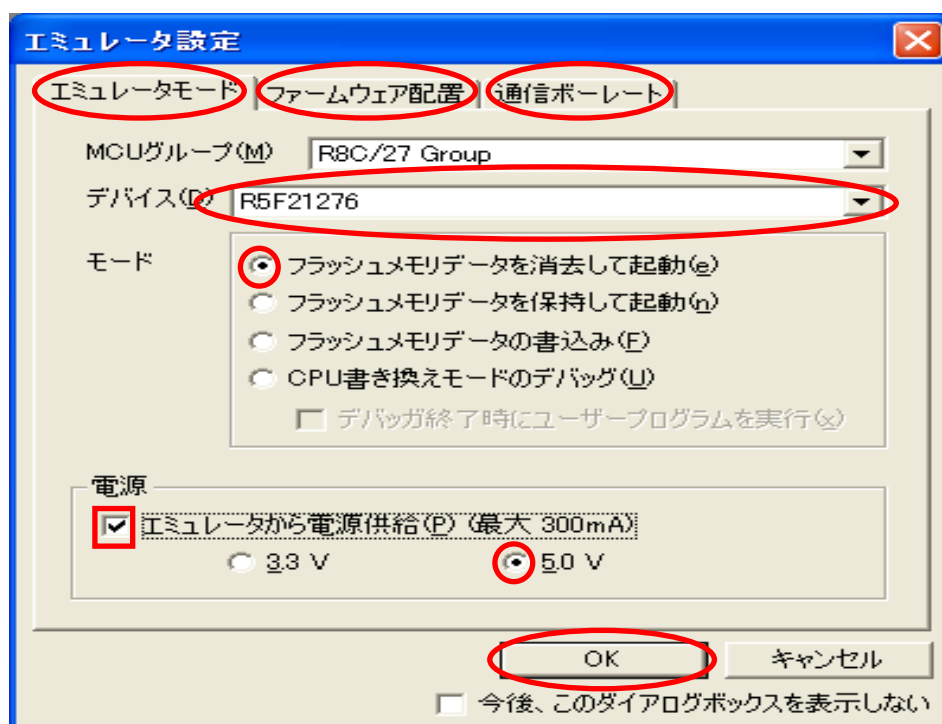 エミュレータ設定
エミュレータモード ファームウェア配置 通信ボーレート
MCUグループ(M) R8C/27 Group
デバイス(D) R5F21276
モード フラッシュメモリデータを消去して起動(e)
フラッシュメモリデータを保持して起動(n)
フラッシュメモリデータの書込み(F)
CPU書き換えモードのデバッグ(U)
デバッガ終了時にユーザープログラムを実行(x)
電源
エミュレータから電源供給(P) (最大 300mA)
3.3 V 5.0 V
OK キャンセル
今後、このダイアログボックスを表示しない